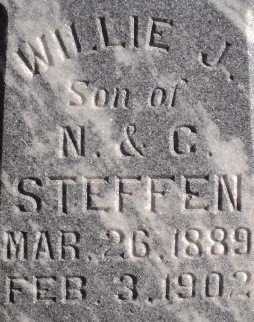 WILLIE J.
Son of
N. & C.
STEFFEN
MAR. 26. 1889
FEB. 3. 1902